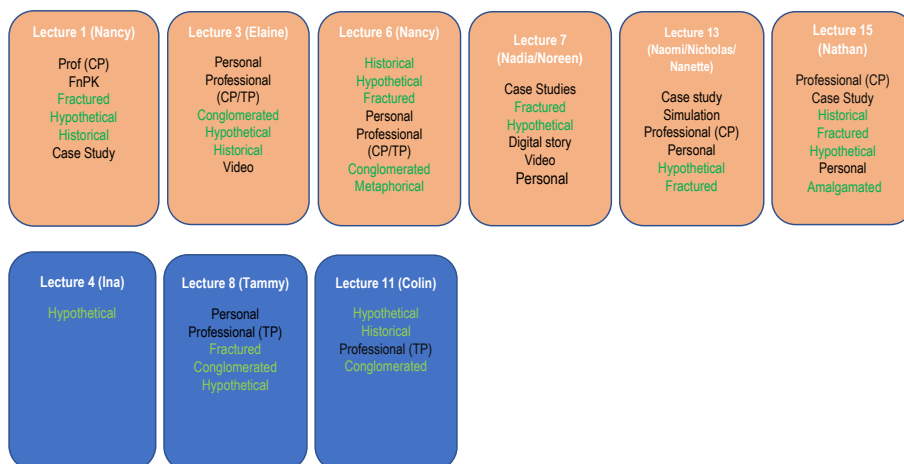 Lecture 1 (Nancy)
Prof (CP)
FnPK
Fractured
Hypothetical
Historical
Case Study
Lecture 3 (Elaine)
Personal
Professional
(CP/TP)
Conglomerated
Hypothetical
Historical
Video
Lecture 6 (Nancy)
Historical
Hypothetical
Fractured
Personal
Professional
(CP/TP)
Conglomerated
Metaphorical
Lecture 7
(Nadia/Noreen)
Case Studies
Fractured
Hypothetical
Digital story
Video
Personal
Lecture 13
(Naomi/Nicholas/
Nanette)
Case study
Simulation
Professional (CP)
Personal
Hypothetical
Fractured
Lecture 15
(Nathan)
Professional (CP)
Case Study
Historical
Fractured
Hypothetical
Personal
Amalgamated
Lecture 4 (Ina)
Hypothetical
Lecture 8 (Tammy)
Personal
Professional (TP)
Fractured
Conglomerated
Hypothetical
Lecture 11 (Colin)
Hypothetical
Historical
Professional (TP)
Conglomerated